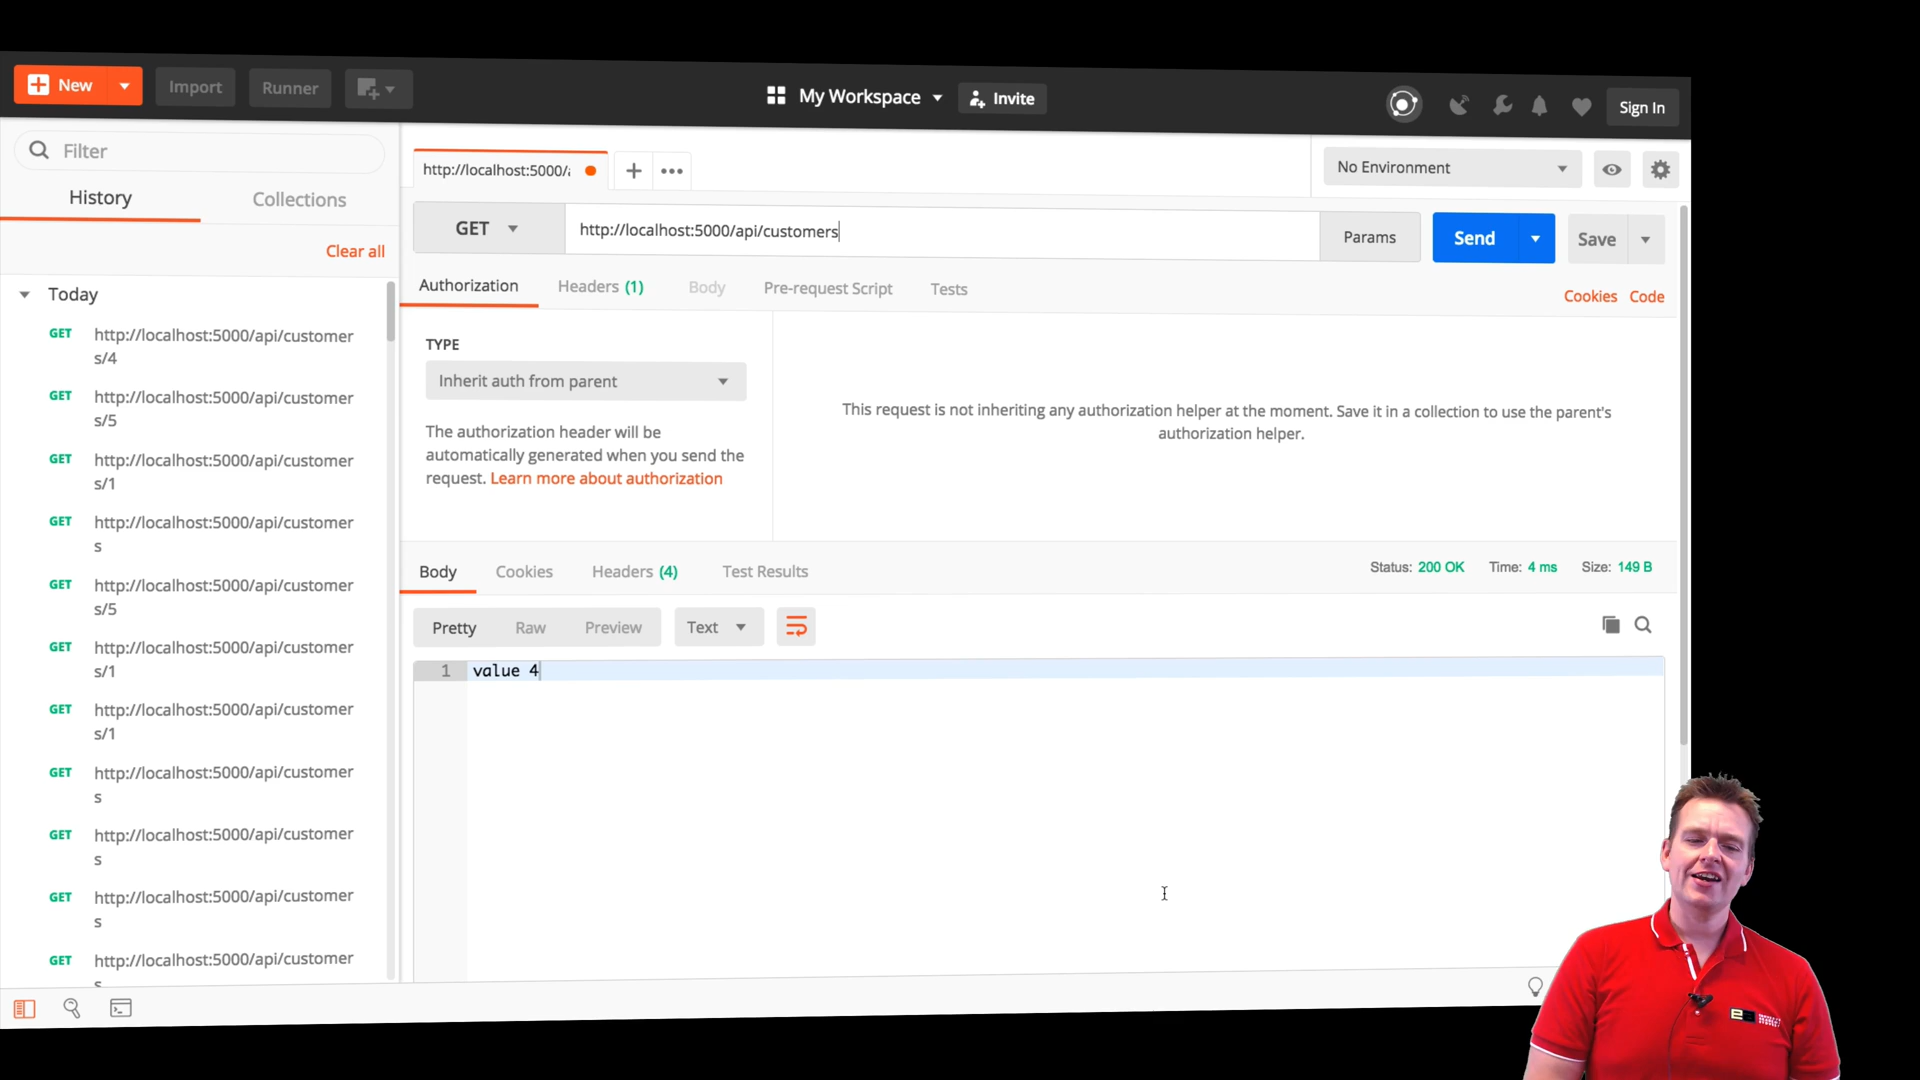 New
Import
Runner
My Workspace
Invite
Sign In
Filter
History
Collections
Clear all
Today
GET http://localhost:5000/api/customer
s/4
GET http://localhost:5000/api/customer
s/5
GET http://localhost:5000/api/customer
s/1
GET http://localhost:5000/api/customer
s
GET http://localhost:5000/api/customer
s/5
GET http://localhost:5000/api/customer
s/1
GET http://localhost:5000/api/customer
s/1
GET http://localhost:5000/api/customer
s
GET http://localhost:5000/api/customer
s
GET http://localhost:5000/api/customer
s
GET http://localhost:5000/api/customer
s
http://localhost:5000/
No Environment
GET
http://localhost:5000/api/customers
Params
Send
Save
Authorization
Headers (1)
Body
Pre-request Script
Tests
Cookies
Code
TYPE
Inherit auth from parent
The authorization header will be
automatically generated when you send the
request. Learn more about authorization
This request is not inheriting any authorization helper at the moment. Save it in a collection to use the parent's
authorization helper.
Body
Cookies
Headers (4)
Test Results
Status: 200 OK
Time: 4 ms
Size: 149 B
Pretty
Raw
Preview
Text
1 value 4